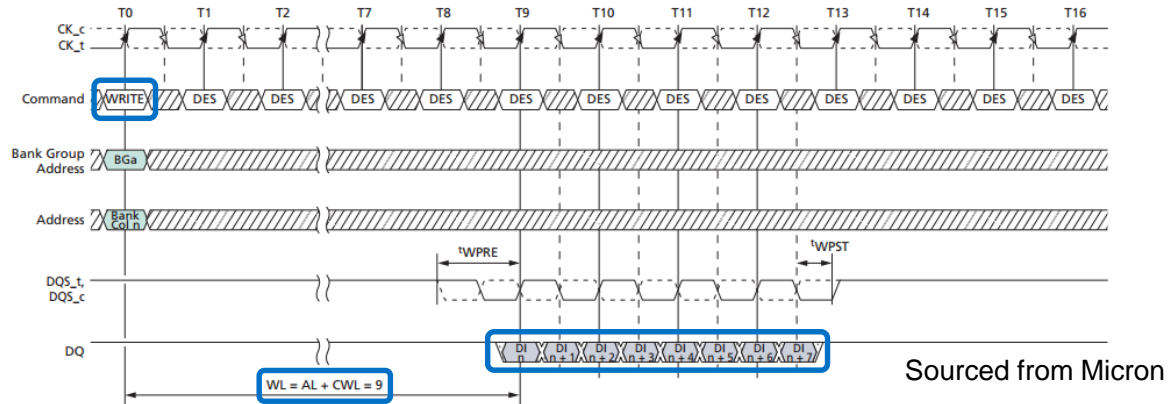 T0 T1 T2 T7 T8 T9 T10 T11 T12 T13 T14 T15 T16
CK_c
CK_t
Command WRITE DES DES DES DES DES DES DES DES DES DES DES DES
Bank Group
Address
BGa
Address
Bank
Col n
tWPRE tWPST
DQS_t,
DQS_c
DQ
DI n DI n + 1 DI n + 2 DI n + 3 DI n + 4 DI n + 5 DI n + 6 DI n + 7
Sourced from Micron
WL = AL + CWL = 9